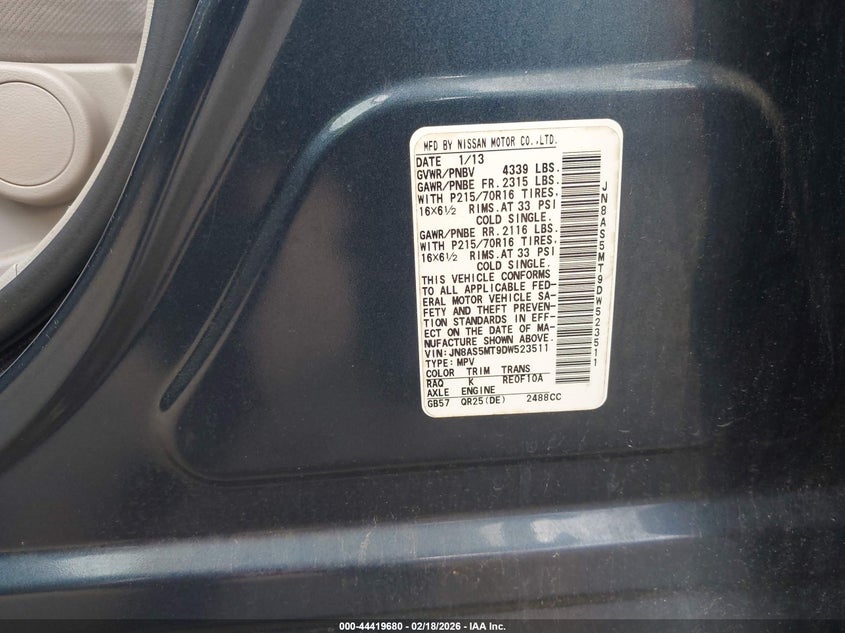 MFD BY NISSAN MOTOR CO.,LTD.
DATE 1/13
GVWR/PNBV 4339 LBS.
GAWR/PNBE FR. 2315 LBS.
WITH P215/70R16 TIRES,
16X6½ RIMS. AT 33 PSI
COLD SINGLE.
GAWR/PNBE RR. 2116 LBS.
WITH P215/70R16 TIRES,
16X6½ RIMS. AT 33 PSI
COLD SINGLE.
THIS VEHICLE CONFORMS
TO ALL APPLICABLE FED-
ERAL MOTOR VEHICLE SA-
FETY AND THEFT PREVEN-
TION STANDARDS IN EFF-
ECT ON THE DATE OF MA-
NUFACTURE SHOWN ABOVE.
VIN: JN8AS5MT9DW523511
TYPE: MPV
COLOR TRIM TRANS
RAQ K RE0F10A
AXLE ENGINE
GB57 QR25(DE) 2488CC
JN8AS5MT9DW523511
000-44419680 - 02/18/2026 - IAA Inc.